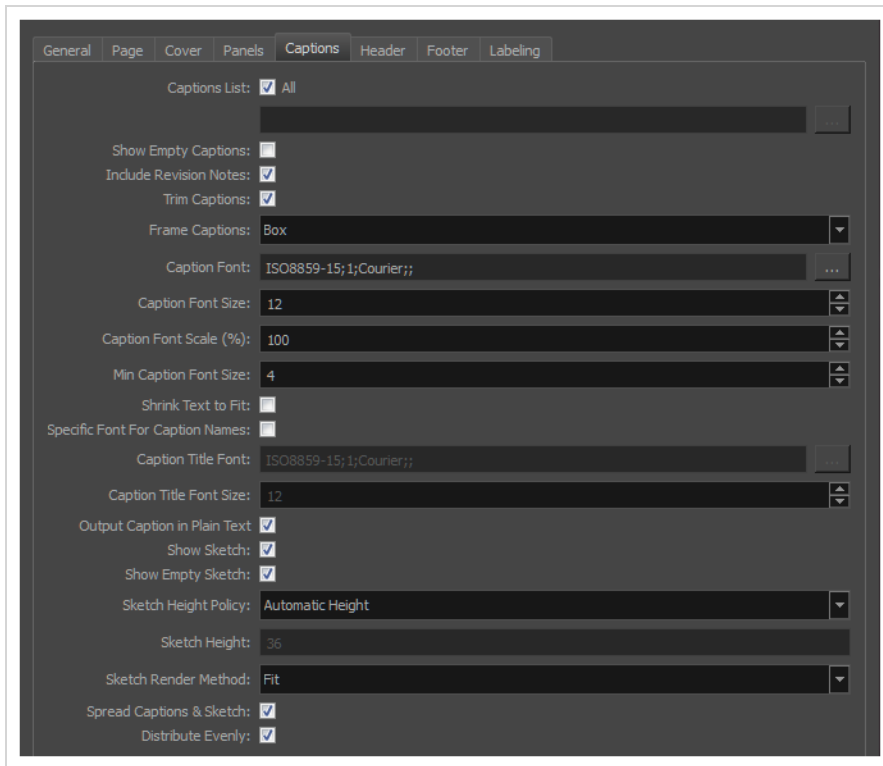 General Page Cover Panels Captions Header Footer Labeling
Captions List: All
...
Show Empty Captions:
Include Revision Notes:
Trim Captions:
Frame Captions: Box
Caption Font: ISO8859-15;1;Courier;; ...
Caption Font Size: 12
Caption Font Scale (%): 100
Min Caption Font Size: 4
Shrink Text to Fit:
Specific Font For Caption Names:
Caption Title Font: ISO8859-15;1;Courier;; ...
Caption Title Font Size: 12
Output Caption in Plain Text
Show Sketch:
Show Empty Sketch:
Sketch Height Policy: Automatic Height
Sketch Height: 36
Sketch Render Method: Fit
Spread Captions & Sketch:
Distribute Evenly: